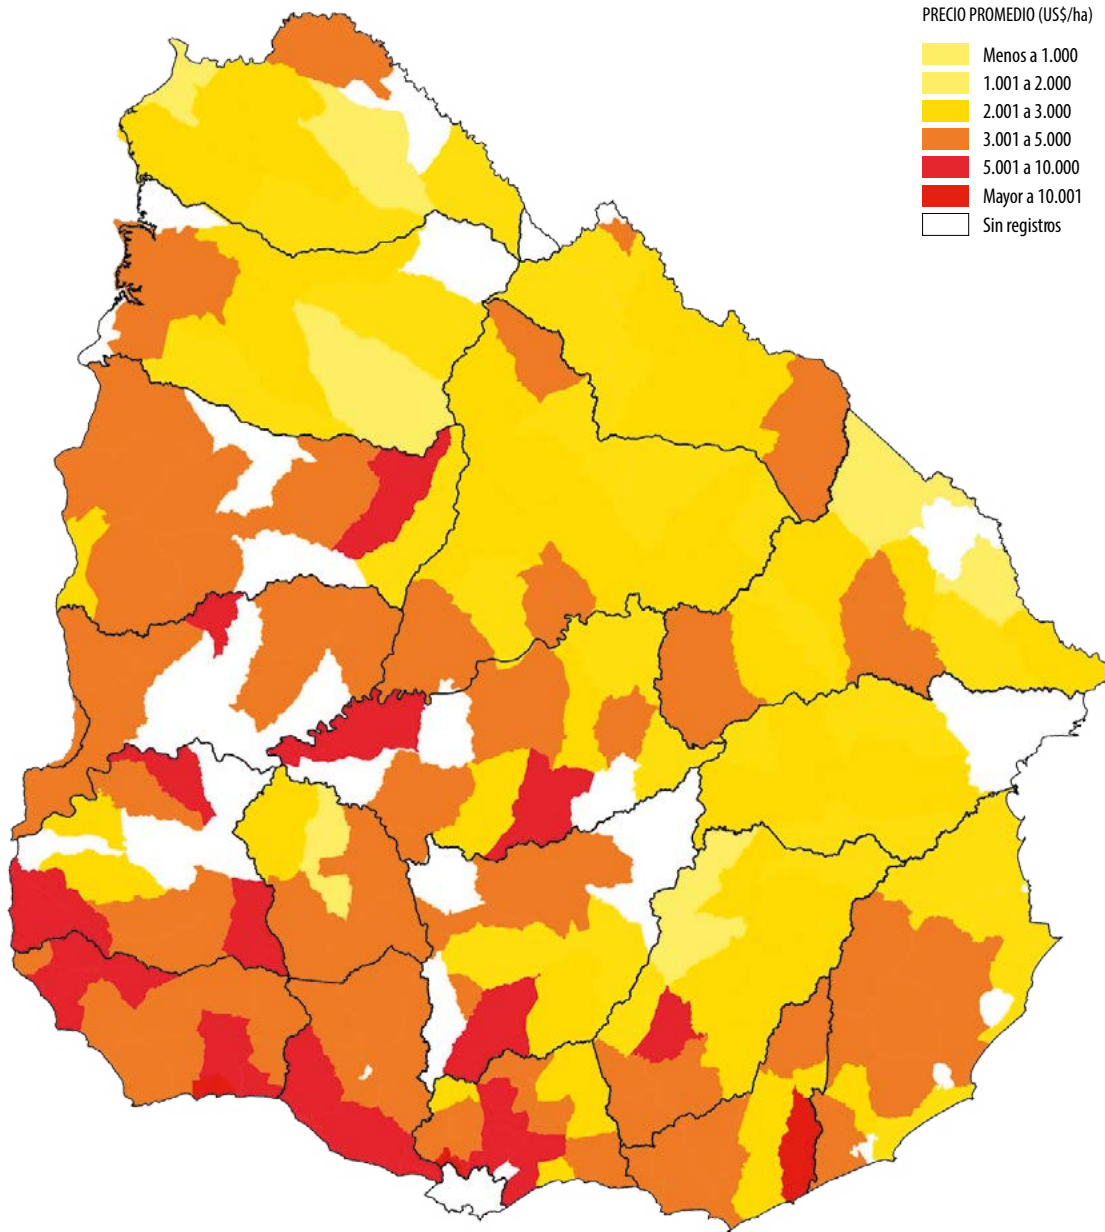 PRECIO PROMEDIO (US$/ha)
Menos a 1.000
1.001 a 2.000
2.001 a 3.000
3.001 a 5.000
5.001 a 10.000
Mayor a 10.001
Sin registros